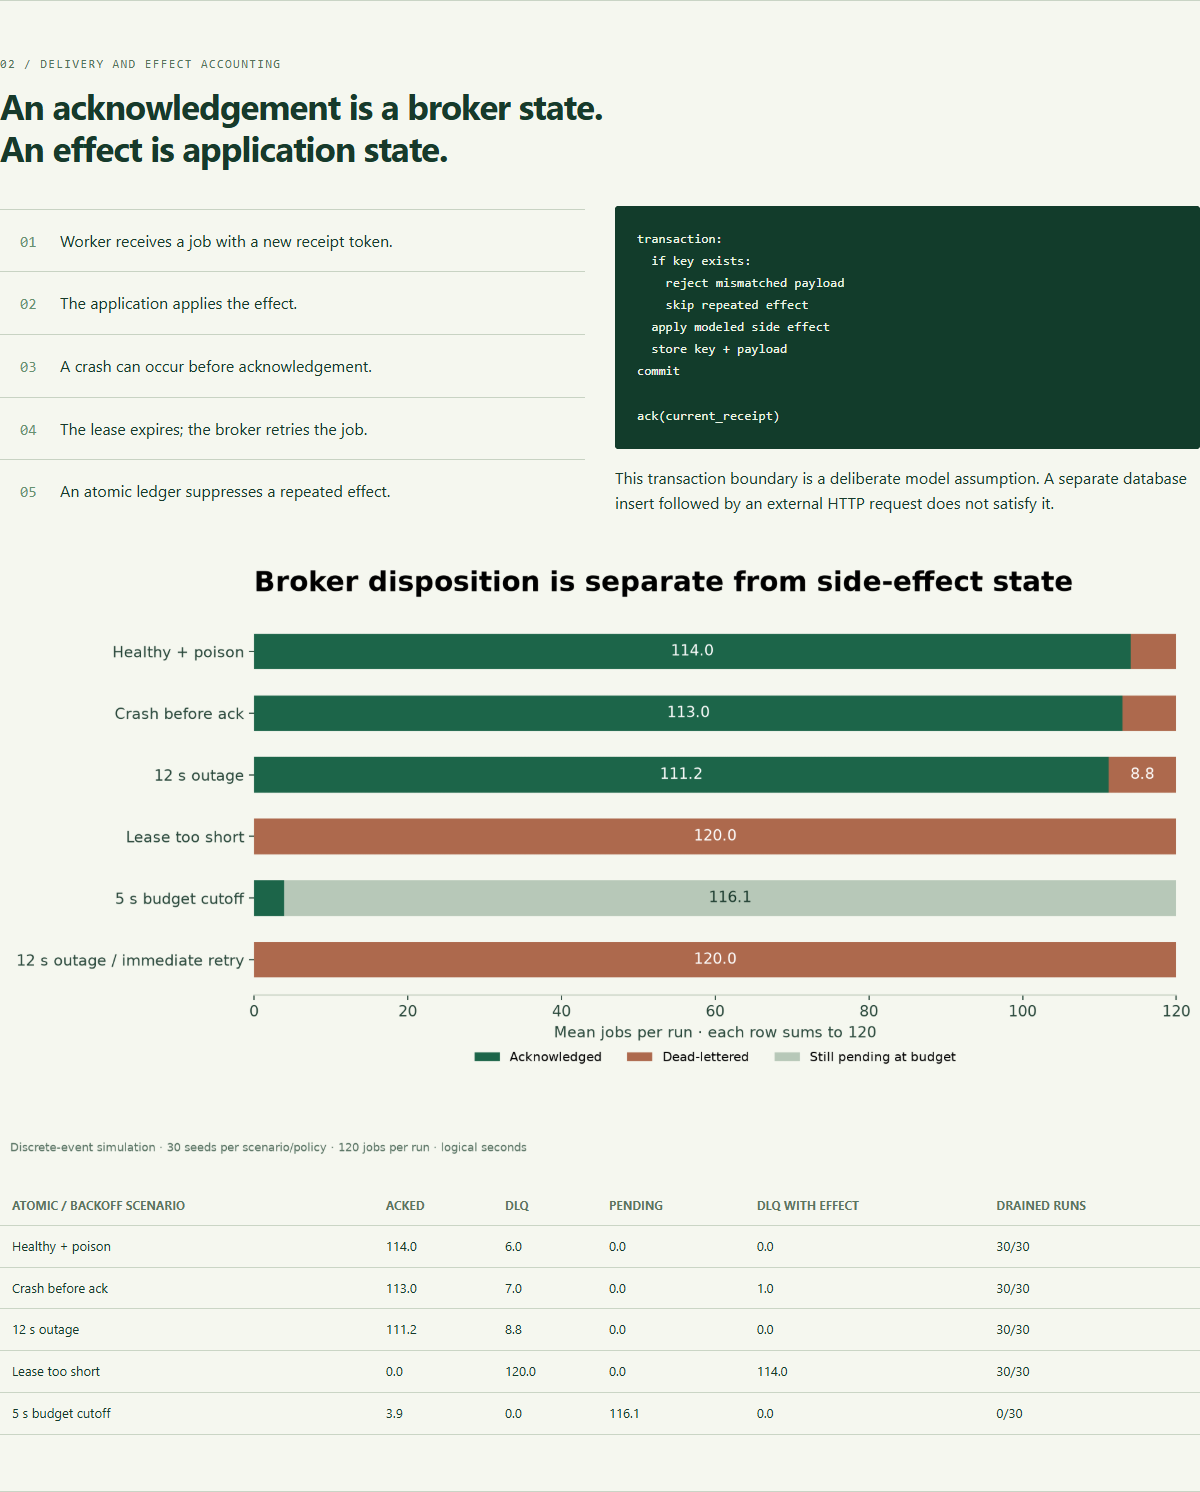 02 / DELIVERY AND EFFECT ACCOUNTING
An acknowledgement is a broker state.
An effect is application state.
01 Worker receives a job with a new receipt token.
02 The application applies the effect.
03 A crash can occur before acknowledgement.
04 The lease expires; the broker retries the job.
05 An atomic ledger suppresses a repeated effect.
transaction:
if key exists:
reject mismatched payload
skip repeated effect
apply modeled side effect
store key + payload
commit
ack(current_receipt)
This transaction boundary is a deliberate model assumption. A separate database
insert followed by an external HTTP request does not satisfy it.
Broker disposition is separate from side-effect state
Healthy + poison 114.0
Crash before ack 113.0
12 s outage 111.2 8.8
Lease too short 120.0
5 s budget cutoff 116.1
12 s outage / immediate retry 120.0
0 20 40 60 80 100 120
Mean jobs per run · each row sums to 120
Acknowledged Dead-lettered Still pending at budget
Discrete-event simulation · 30 seeds per scenario/policy · 120 jobs per run · logical seconds
ATOMIC / BACKOFF SCENARIO ACKED DLQ PENDING DLQ WITH EFFECT DRAINED RUNS
Healthy + poison 114.0 6.0 0.0 0.0 30/30
Crash before ack 113.0 7.0 0.0 1.0 30/30
12 s outage 111.2 8.8 0.0 0.0 30/30
Lease too short 0.0 120.0 0.0 114.0 30/30
5 s budget cutoff 3.9 0.0 116.1 0.0 0/30